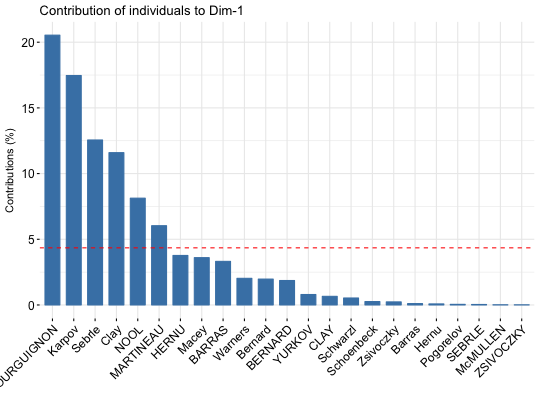 Contribution of individuals to Dim-1
Contributions (%)
20
15
10
5
0
OURGUIGNON
Karpov
Sebrle
Clay
NOOL
MARTINEAU
HERNU
Macey
BARRAS
Warners
Bernard
BERNARD
YURKOV
CLAY
Schwarzl
Schoenbeck
Zsivoczky
Barras
Hernu
Pogorelov
SEBRLE
McMULLEN
ZSIVOCZKY